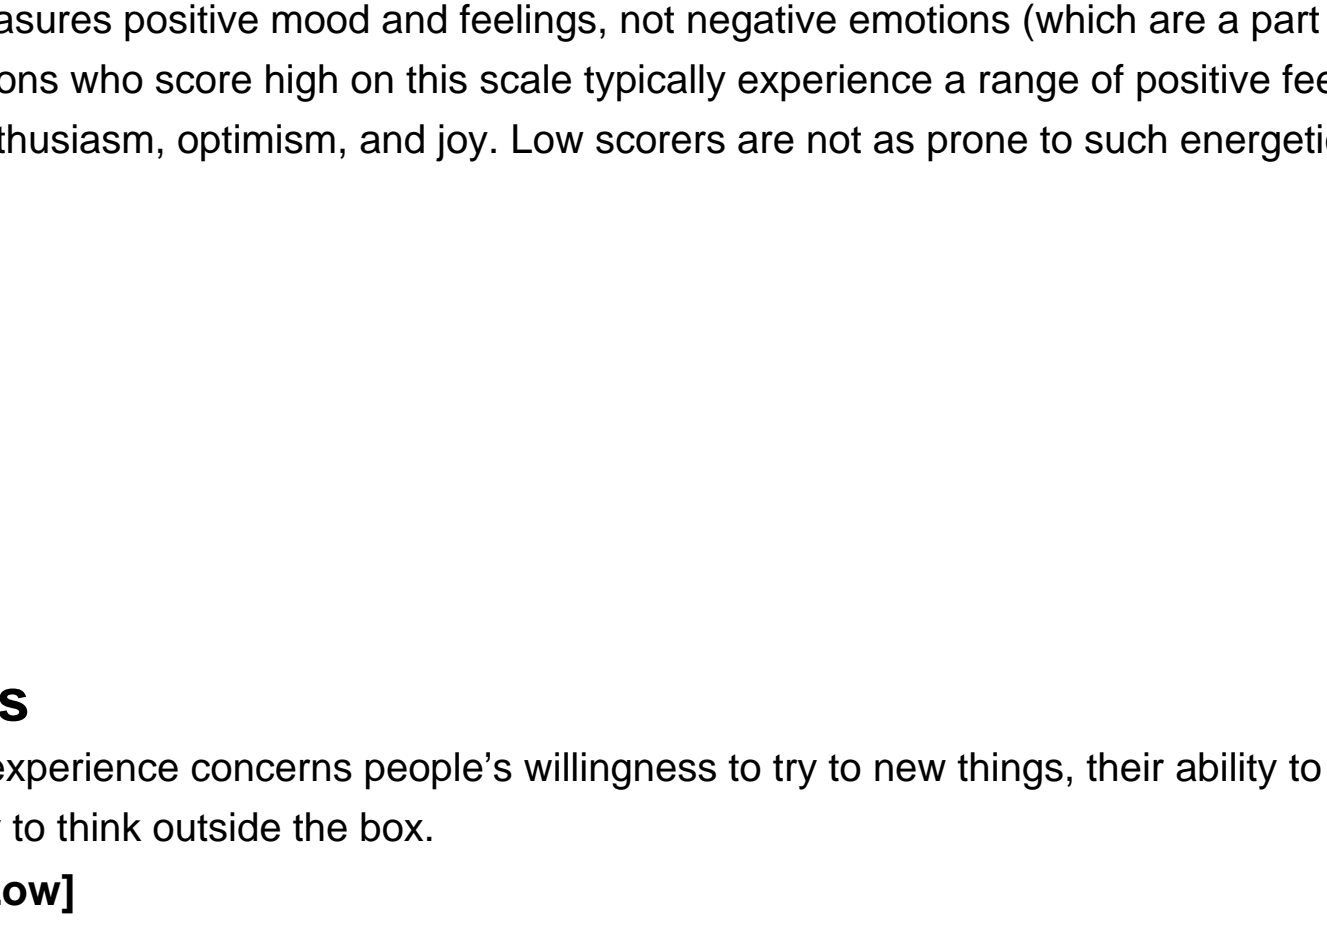 asures positive mood and feelings, not negative emotions (which are a part
ons who score high on this scale typically experience a range of positive fee
thusiasm, optimism, and joy. Low scorers are not as prone to such energeti
s
experience concerns people’s willingness to try to new things, their ability to
to think outside the box.
ow]